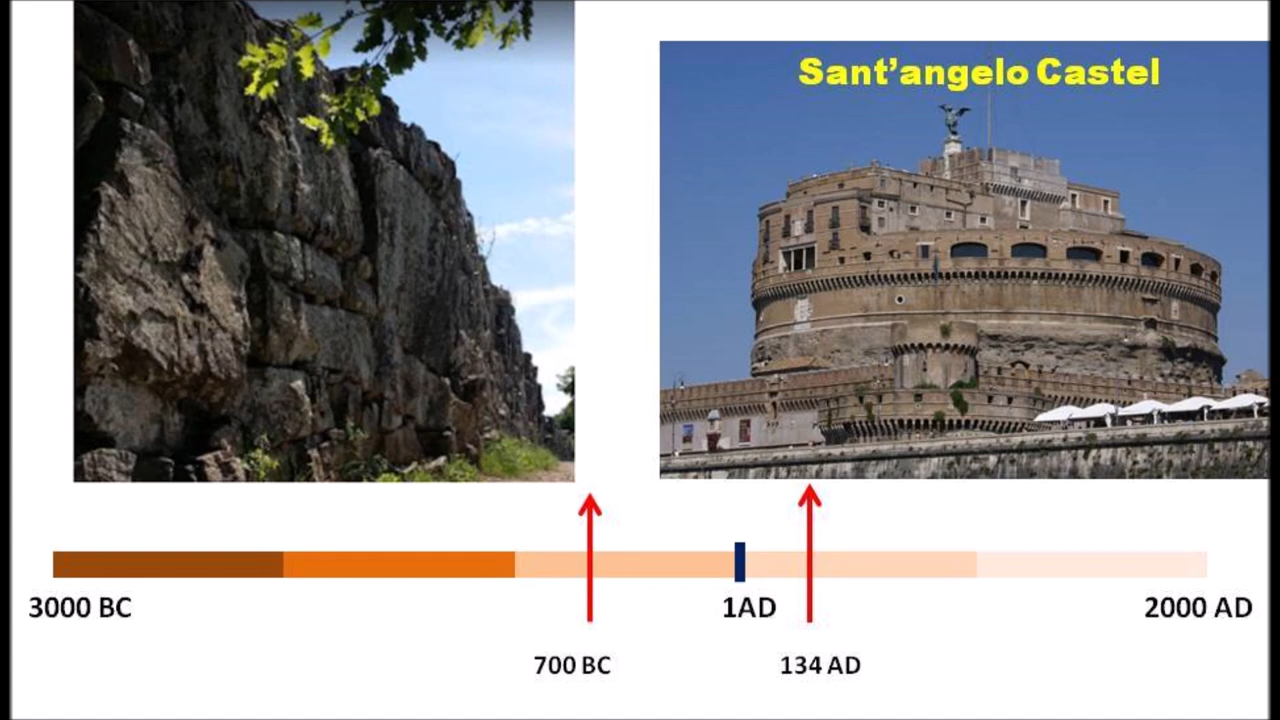 Sant’angelo Castel
3000 BC
1AD
2000 AD
700 BC
134 AD